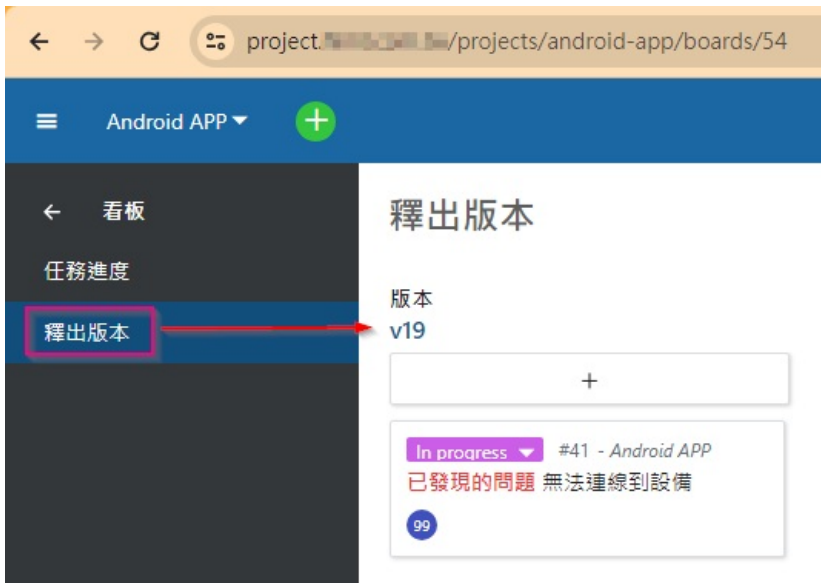 project. /projects/android-app/boards/54
Android APP
看板
任務進度
釋出版本
釋出版本
版本
v19
+
In progress #41 - Android APP
已發現的問題 無法連線到設備
99